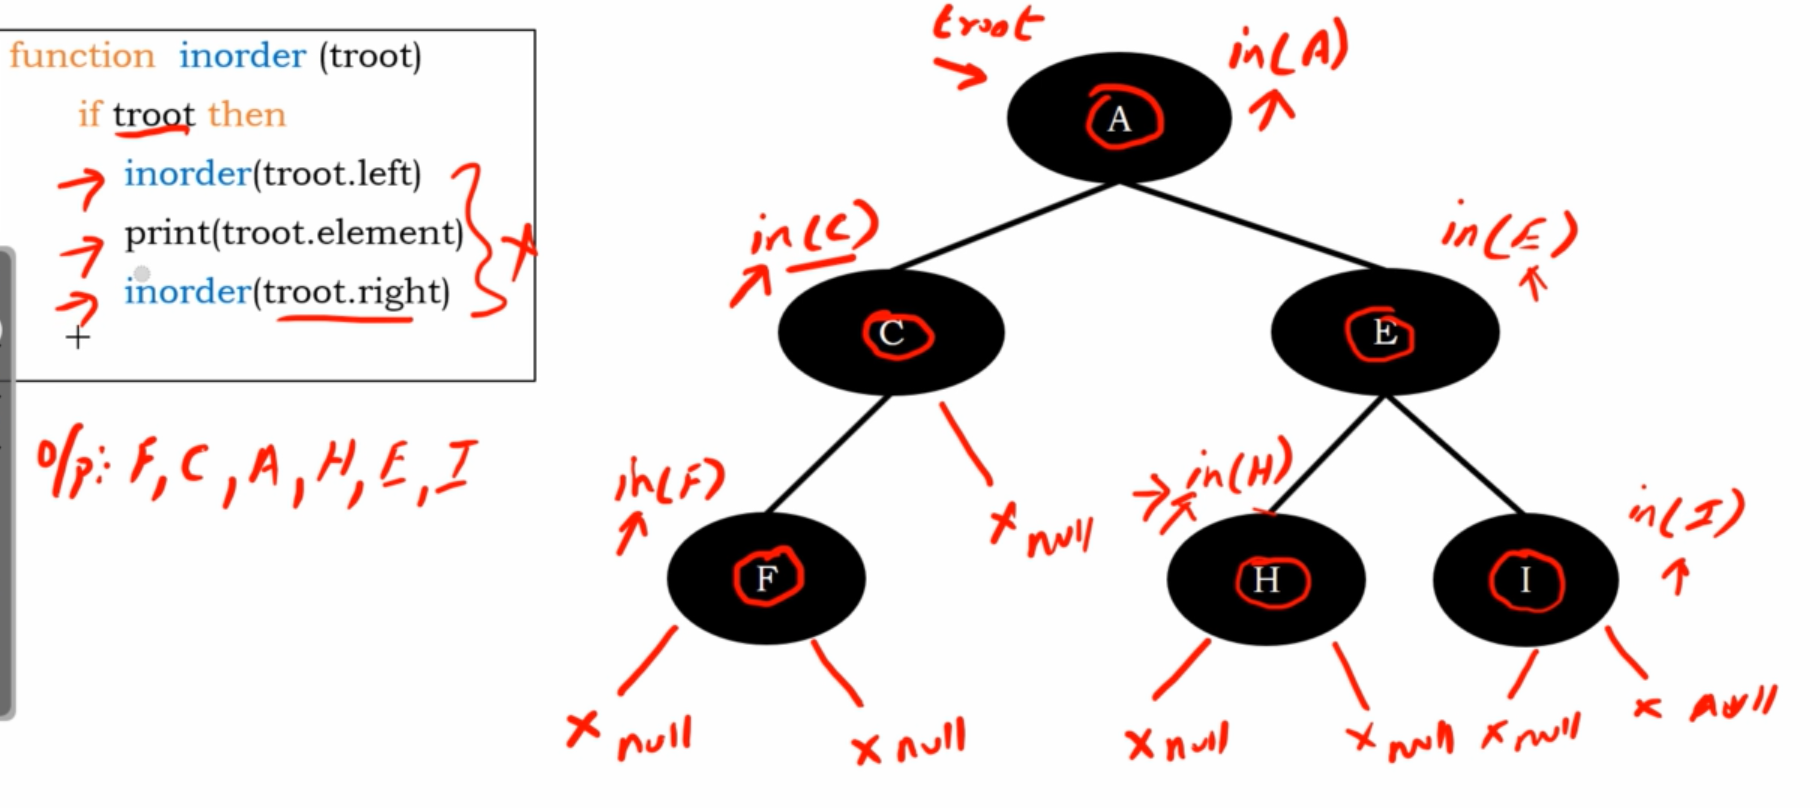 function inorder (troot)
if troot then
inorder(troot.left)
print(troot.element)
inorder(troot.right)
O/p: F, C, A, H, E, I
troot
in(A)
A
in(C)
in(E)
C
E
in(F)
null
in(H)
in(I)
F
H
I
x null
x null
x null
x null
x null
x null